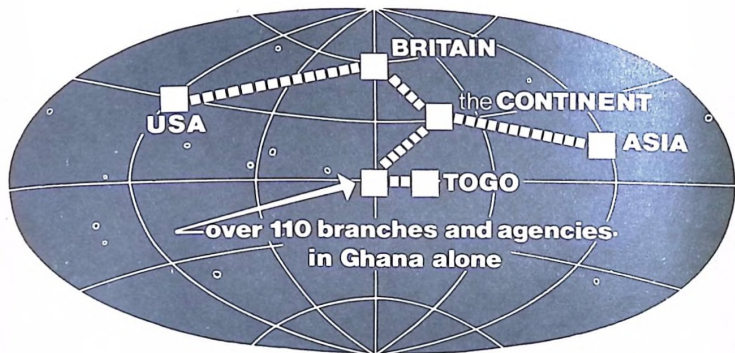 BRITAIN
the CONTINENT
USA
ASIA
TOGO
over 110 branches and agencies
in Ghana alone